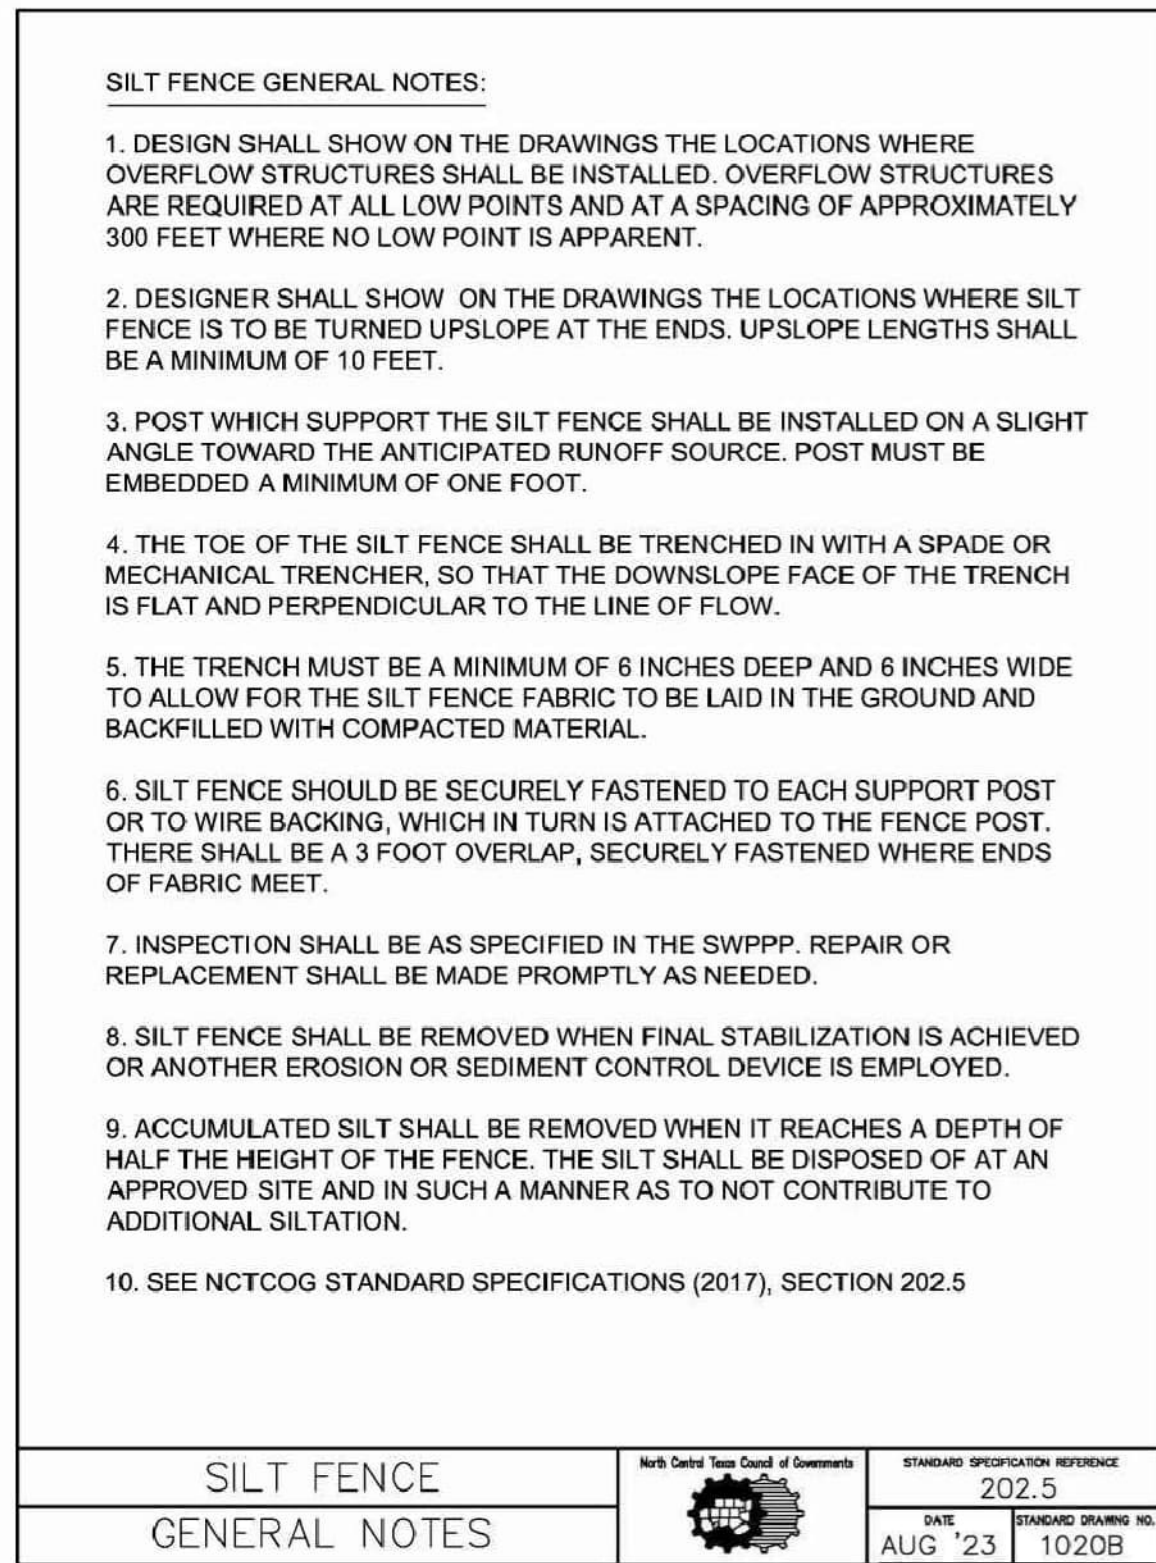 SILT FENCE GENERAL NOTES:
1. DESIGN SHALL SHOW ON THE DRAWINGS THE LOCATIONS WHERE
OVERFLOW STRUCTURES SHALL BE INSTALLED. OVERFLOW STRUCTURES
ARE REQUIRED AT ALL LOW POINTS AND AT A SPACING OF APPROXIMATELY
300 FEET WHERE NO LOW POINT IS APPARENT.
2. DESIGNER SHALL SHOW ON THE DRAWINGS THE LOCATIONS WHERE SILT
FENCE IS TO BE TURNED UPSLOPE AT THE ENDS. UPSLOPE LENGTHS SHALL
BE A MINIMUM OF 10 FEET.
3. POST WHICH SUPPORT THE SILT FENCE SHALL BE INSTALLED ON A SLIGHT
ANGLE TOWARD THE ANTICIPATED RUNOFF SOURCE. POST MUST BE
EMBEDDED A MINIMUM OF ONE FOOT.
4. THE TOE OF THE SILT FENCE SHALL BE TRENCHED IN WITH A SPADE OR
MECHANICAL TRENCHER, SO THAT THE DOWNSLOPE FACE OF THE TRENCH
IS FLAT AND PERPENDICULAR TO THE LINE OF FLOW.
5. THE TRENCH MUST BE A MINIMUM OF 6 INCHES DEEP AND 6 INCHES WIDE
TO ALLOW FOR THE SILT FENCE FABRIC TO BE LAID IN THE GROUND AND
BACKFILLED WITH COMPACTED MATERIAL.
6. SILT FENCE SHOULD BE SECURELY FASTENED TO EACH SUPPORT POST
OR TO WIRE BACKING, WHICH IN TURN IS ATTACHED TO THE FENCE POST.
THERE SHALL BE A 3 FOOT OVERLAP, SECURELY FASTENED WHERE ENDS
OF FABRIC MEET.
7. INSPECTION SHALL BE AS SPECIFIED IN THE SWPPP. REPAIR OR
REPLACEMENT SHALL BE MADE PROMPTLY AS NEEDED.
8. SILT FENCE SHALL BE REMOVED WHEN FINAL STABILIZATION IS ACHIEVED
OR ANOTHER EROSION OR SEDIMENT CONTROL DEVICE IS EMPLOYED.
9. ACCUMULATED SILT SHALL BE REMOVED WHEN IT REACHES A DEPTH OF
HALF THE HEIGHT OF THE FENCE. THE SILT SHALL BE DISPOSED OF AT AN
APPROVED SITE AND IN SUCH A MANNER AS TO NOT CONTRIBUTE TO
ADDITIONAL SILTATION.
10. SEE NCTCOG STANDARD SPECIFICATIONS (2017), SECTION 202.5
SILT FENCE
GENERAL NOTES
North Central Texas Council of Governments
STANDARD SPECIFICATION REFERENCE
202.5
DATE
AUG '23
STANDARD DRAWING NO.
1020B